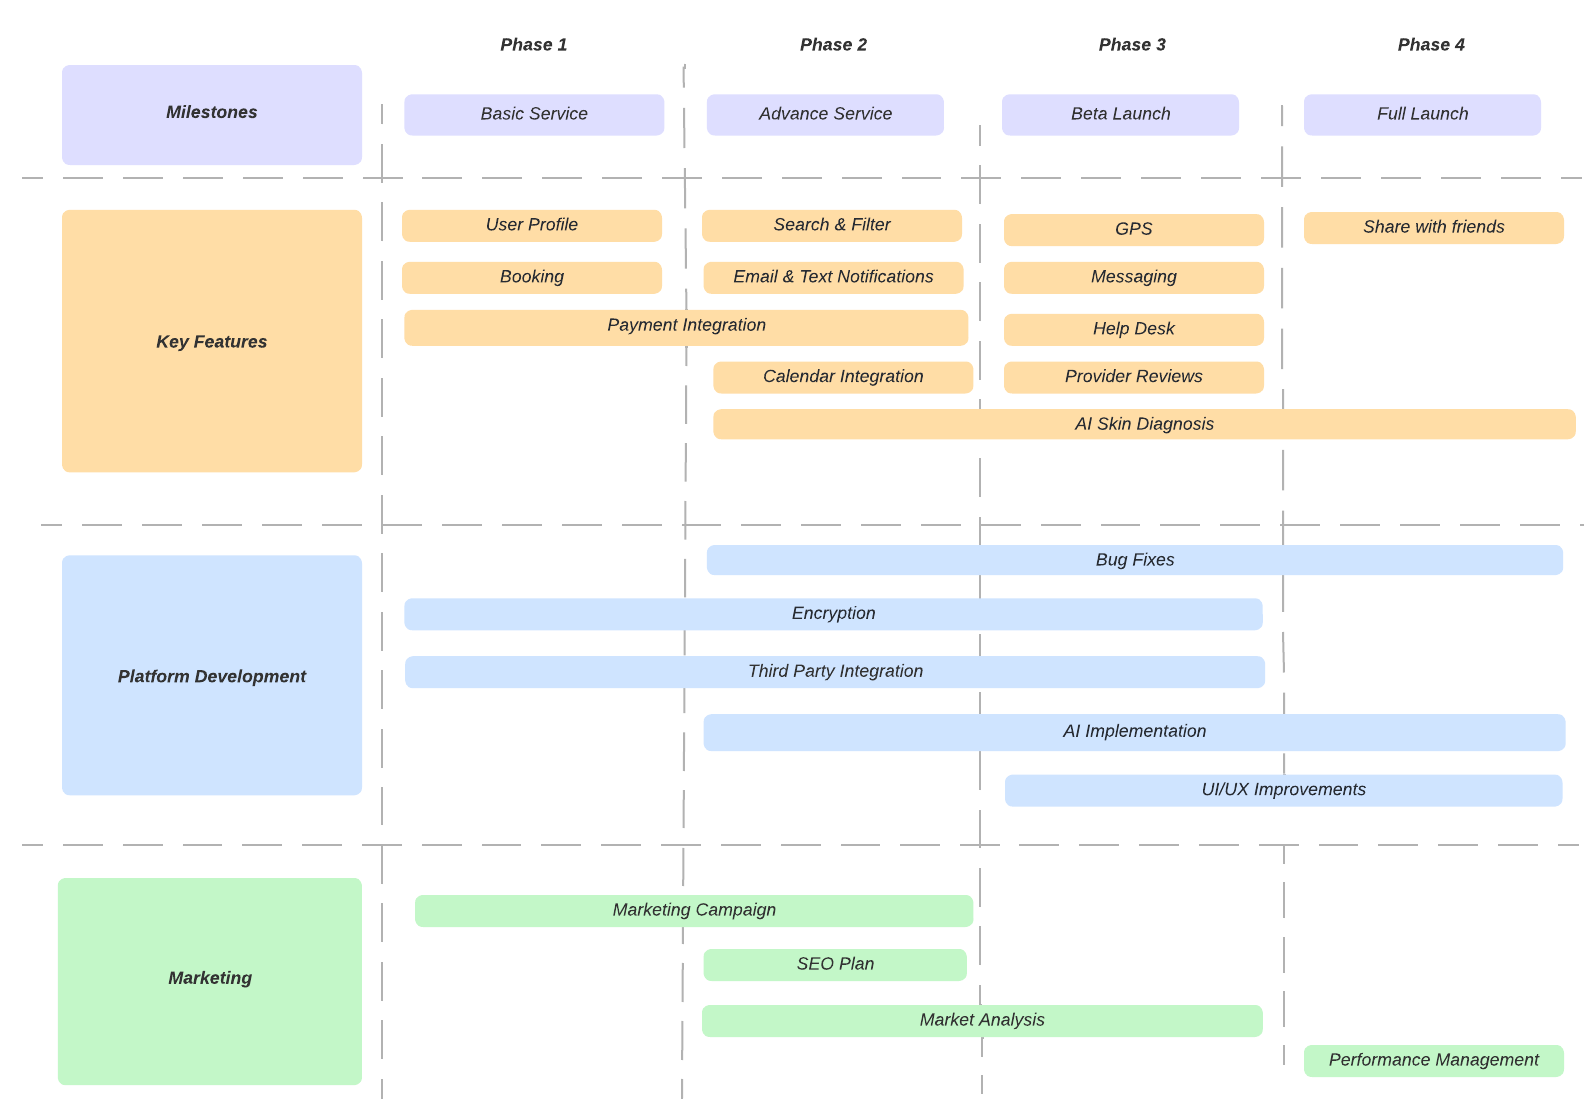 Phase 1
Phase 2
Phase 3
Phase 4
Milestones
Basic Service
Advance Service
Beta Launch
Full Launch
Key Features
User Profile
Search & Filter
GPS
Share with friends
Booking
Email & Text Notifications
Messaging
Payment Integration
Help Desk
Calendar Integration
Provider Reviews
AI Skin Diagnosis
Platform Development
Bug Fixes
Encryption
Third Party Integration
AI Implementation
UI/UX Improvements
Marketing
Marketing Campaign
SEO Plan
Market Analysis
Performance Management